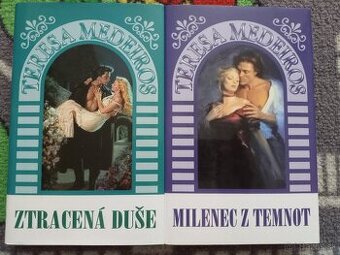 TERESA MEDEIROS
ZTRACENÁ DUŠE
TERESA MEDEIROS
MILENEC Z TEMNOT